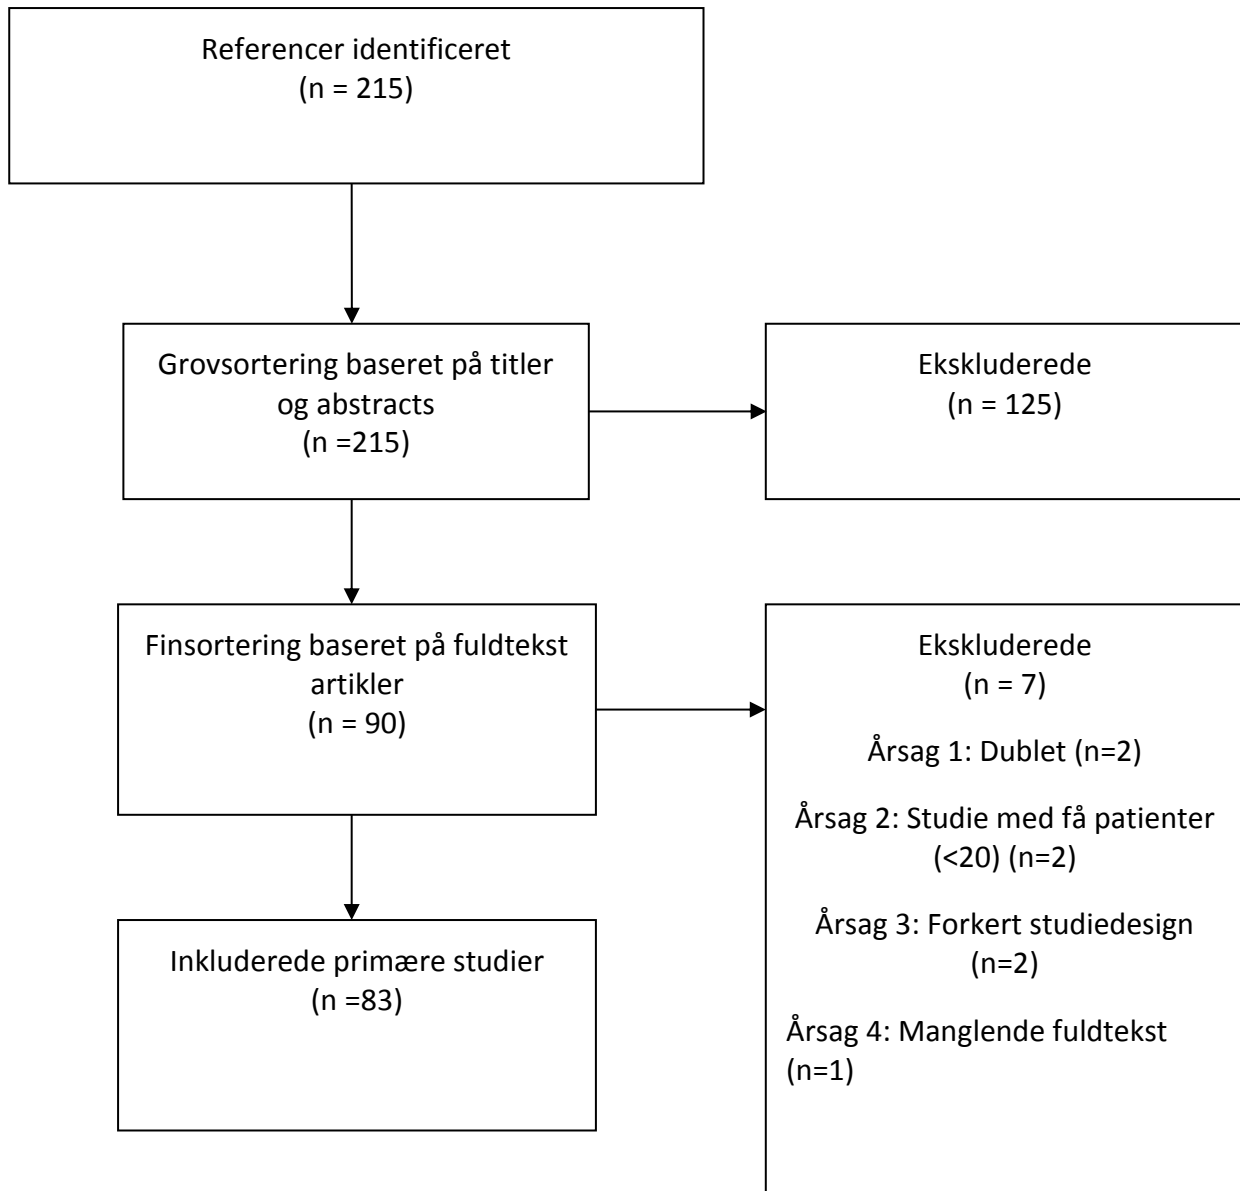 Referencer identificeret
(n = 215)
Grovsortering baseret på titler
og abstracts
(n =215)
Ekskluderede
(n = 125)
Finsortering baseret på fuldtekst
artikler
(n = 90)
Ekskluderede
(n = 7)
Årsag 1: Dublet (n=2)
Årsag 2: Studie med få patienter
(<20) (n=2)
Årsag 3: Forkert studiedesign
(n=2)
Årsag 4: Manglende fuldtekst
(n=1)
Inkluderede primære studier
(n =83)